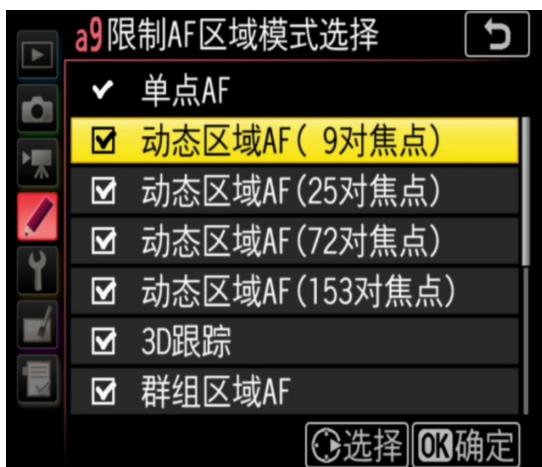 a9限制AF区域模式选择
单点AF
动态区域AF( 9对焦点)
动态区域AF(25对焦点)
动态区域AF(72对焦点)
动态区域AF(153对焦点)
3D跟踪
群组区域AF
选择 OK确定